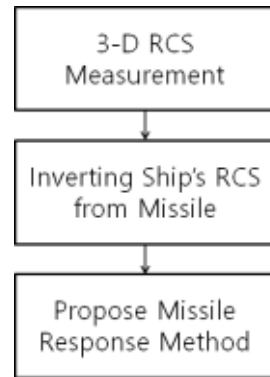 3-D RCS
Measurement
Inverting Ship's RCS
from Missile
Propose Missile
Response Method